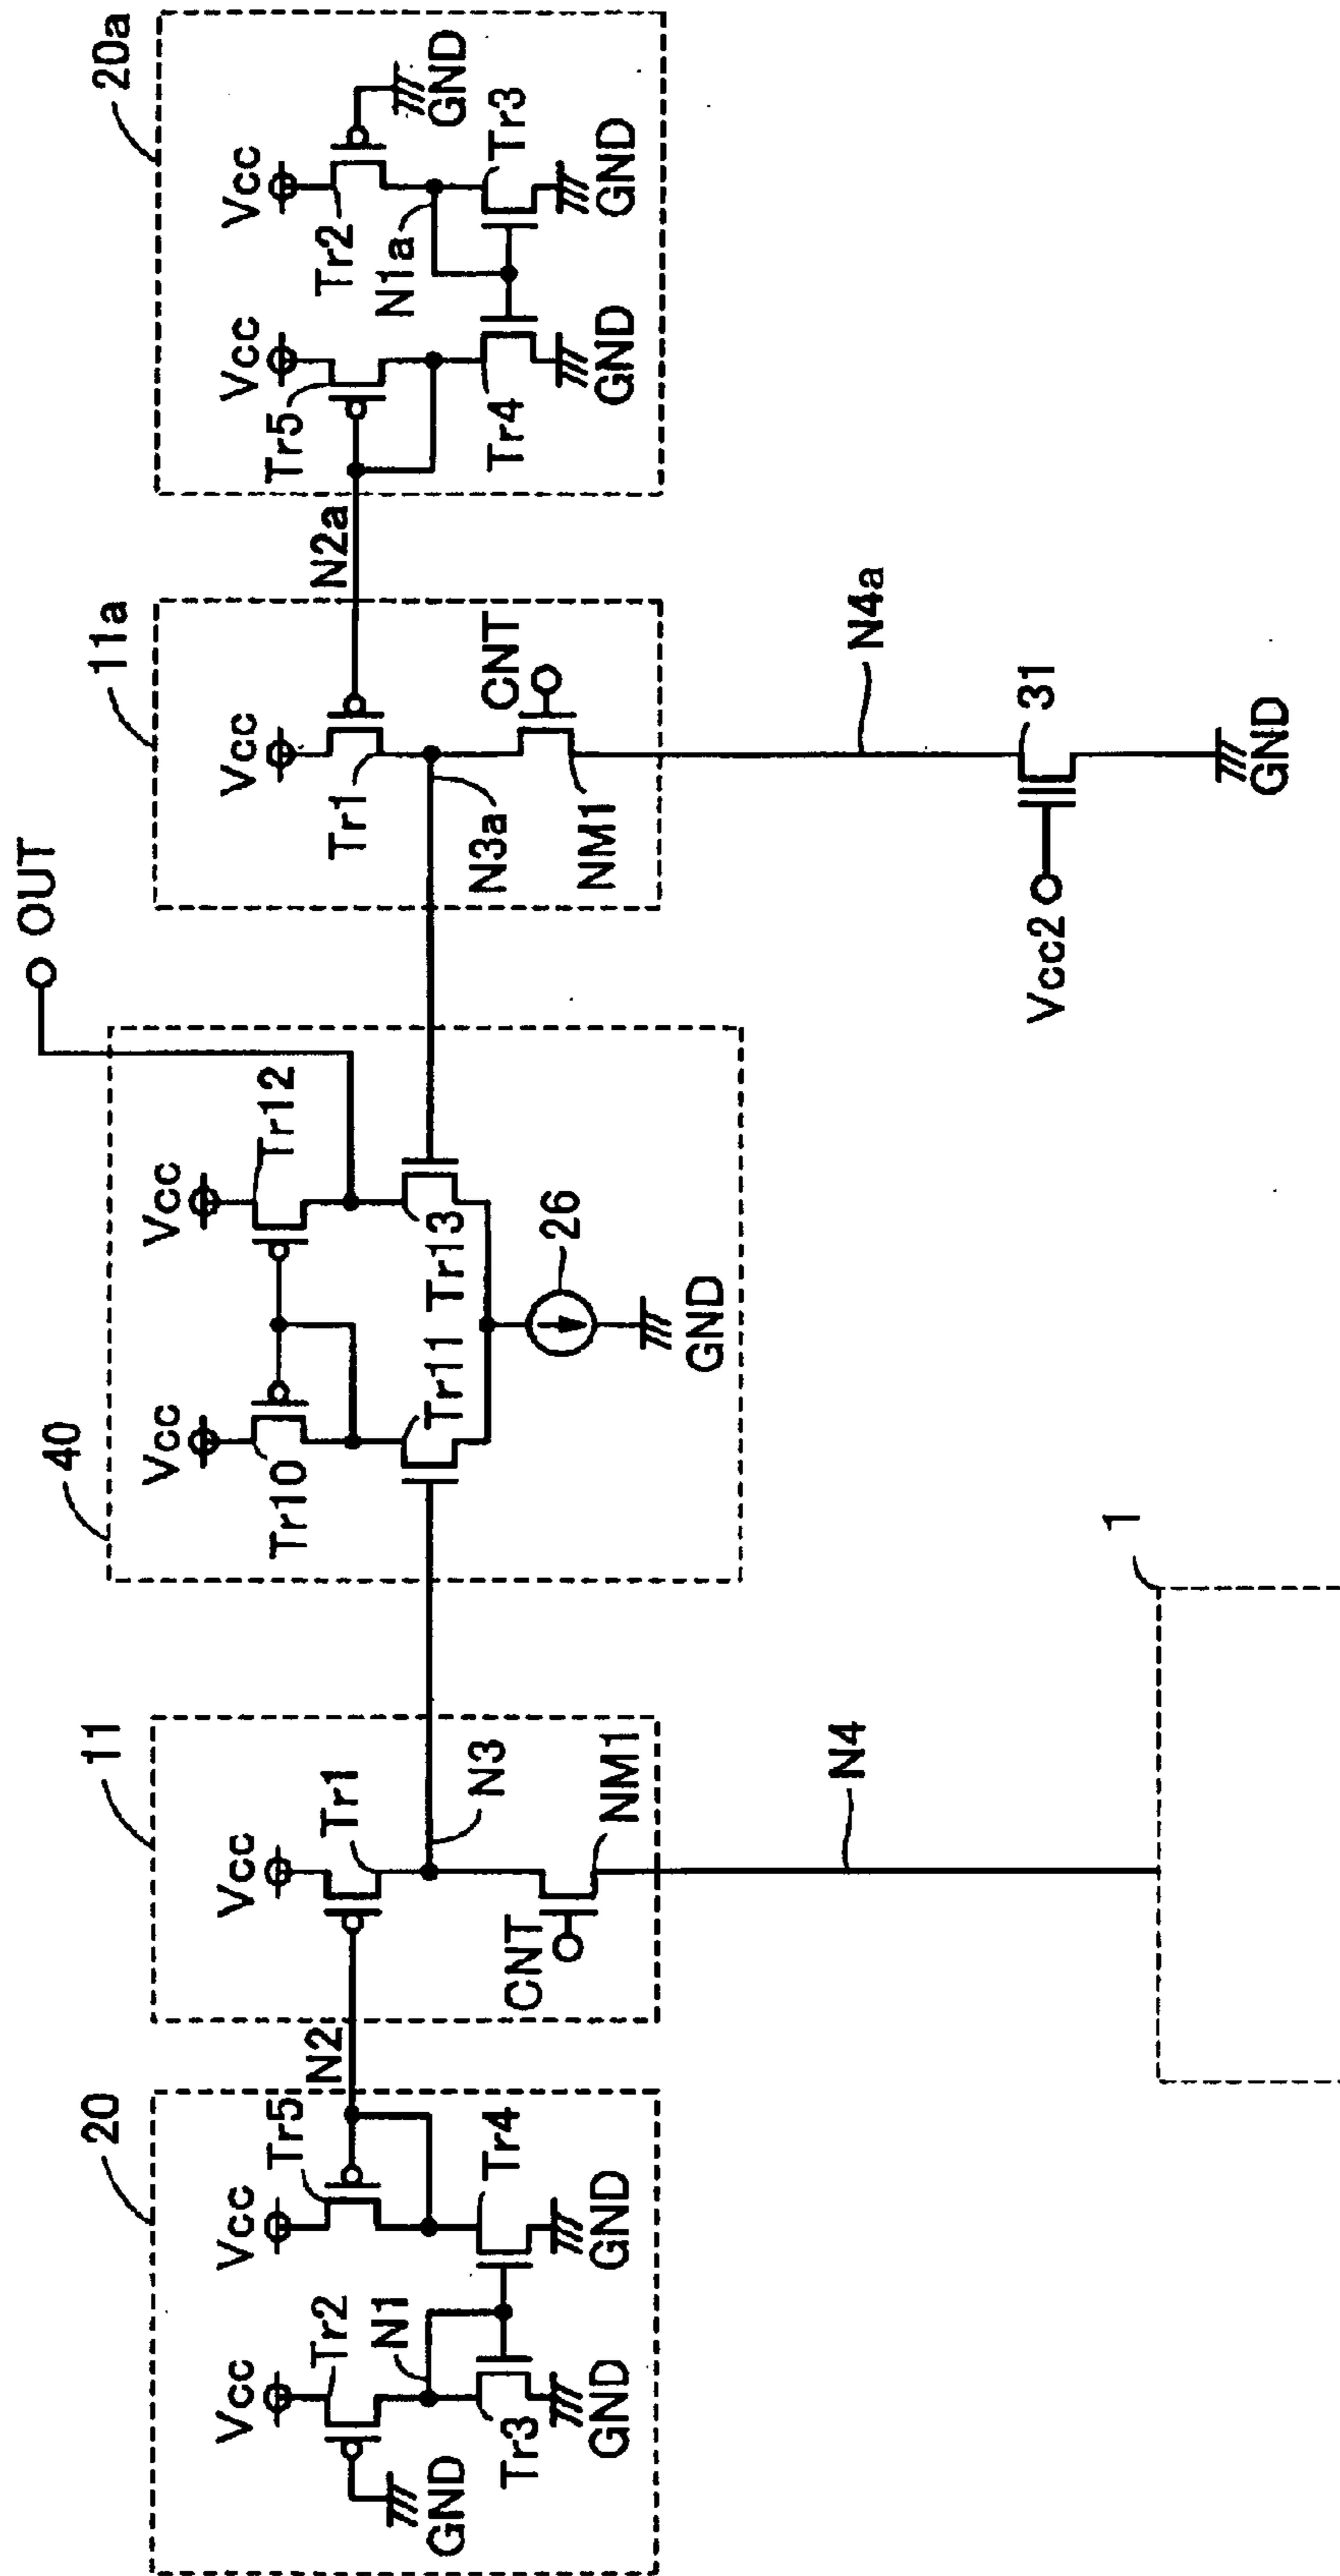 20
Vcc
Tr2
N1
GND
Tr3
GND
Vcc
Tr5
Tr4
GND
N2
11
Vcc
Tr1
N3
CNT
NM1
N4
1
40
Vcc
Tr10
Tr11
Vcc
Tr12
Tr13
26
GND
OUT
11a
Vcc
Tr1
N3a
CNT
NM1
N4a
31
Vcc2
GND
N2a
20a
Vcc
Tr5
Tr4
GND
Vcc
Tr2
N1a
GND
Tr3
GND